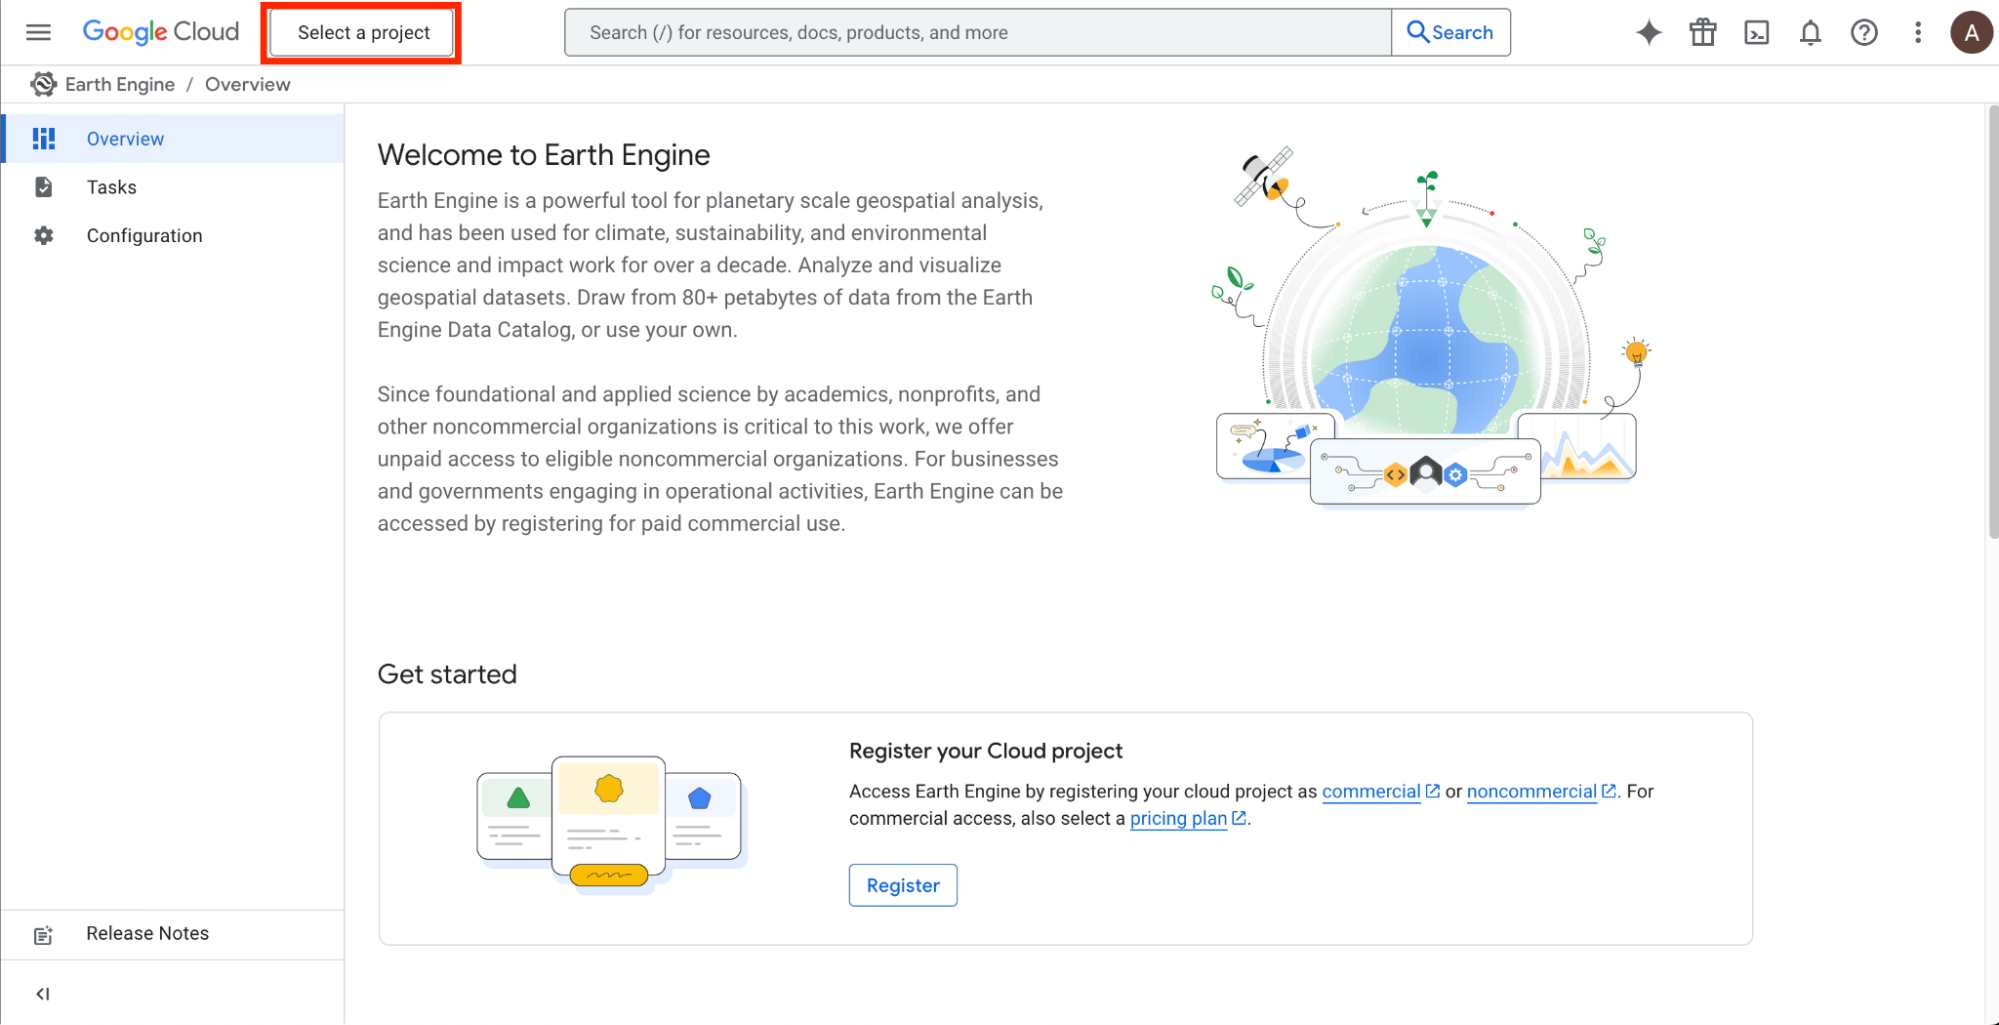 Google Cloud
Select a project
Search (/) for resources, docs, products, and more
Search
A
Earth Engine / Overview
Overview
Tasks
Configuration
Welcome to Earth Engine
Earth Engine is a powerful tool for planetary scale geospatial analysis,
and has been used for climate, sustainability, and environmental
science and impact work for over a decade. Analyze and visualize
geospatial datasets. Draw from 80+ petabytes of data from the Earth
Engine Data Catalog, or use your own.
Since foundational and applied science by academics, nonprofits, and
other noncommercial organizations is critical to this work, we offer
unpaid access to eligible noncommercial organizations. For businesses
and governments engaging in operational activities, Earth Engine can be
accessed by registering for paid commercial use.
Get started
Register your Cloud project
Access Earth Engine by registering your cloud project as commercial or noncommercial. For
commercial access, also select a pricing plan.
Register
Release Notes